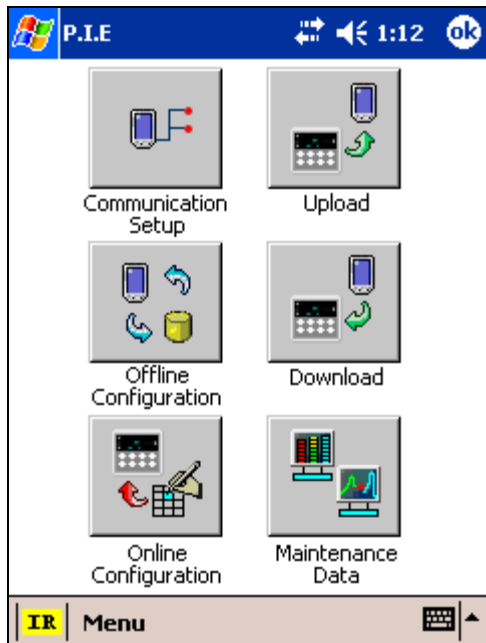 P.I.E 1:12 ok
Communication
Setup
Upload
Offline
Configuration
Download
Online
Configuration
Maintenance
Data
IR Menu